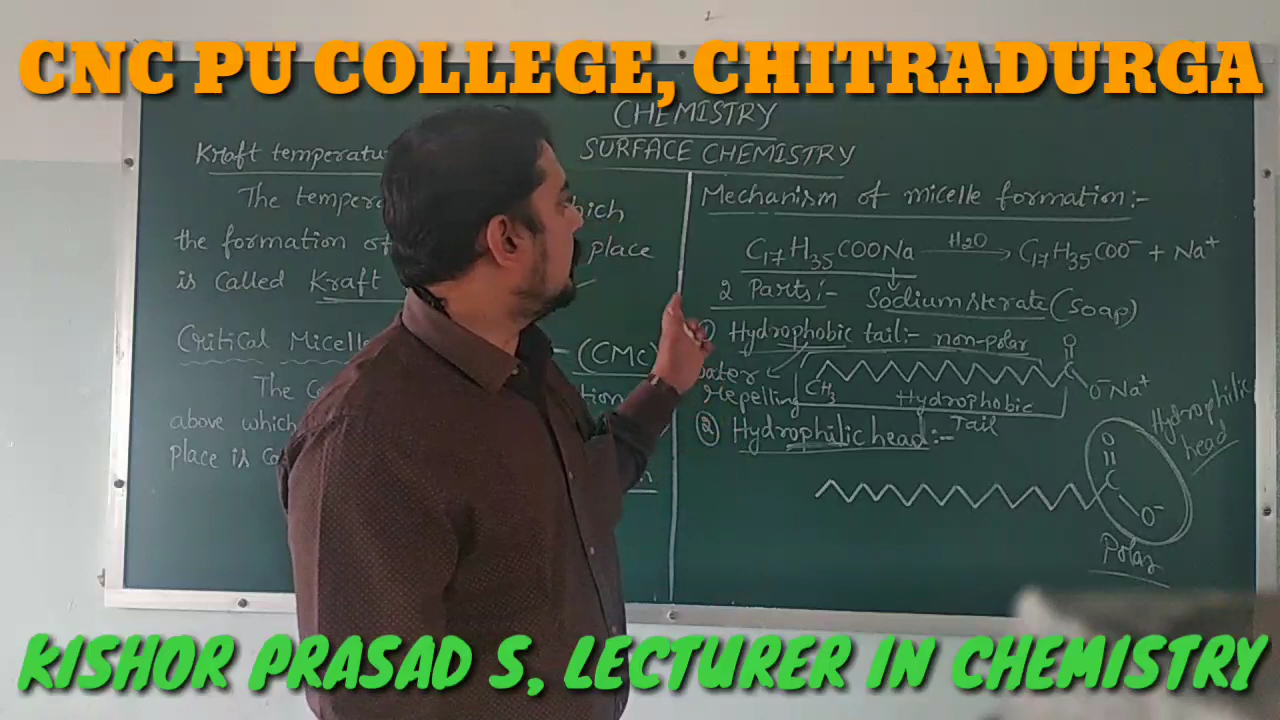 CNC PU COLLEGE, CHITRADURGA
CHEMISTRY
SURFACE CHEMISTRY
Kraft temperatu
The tempera hich
the formation of place
is called Kraft
Critical Micelle (CMC)
The Co tion
above which
place is Ca n
Mechanism of micelle formation:-
C₁₇H₃₅COONa H₂O → C₁₇H₃₅COO⁻ + Na⁺
2 Parts:- Sodiumsterate (Soap)
① Hydrophobic tail:- non-polar
water repelling
CH₃ O C O⁻Na⁺
Hydrophobic Tail
② Hydrophilic head:-
Hydrophilic head
O C O⁻
Polar
KISHOR PRASAD S, LECTURER IN CHEMISTRY